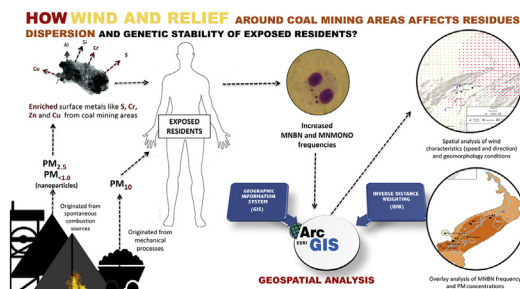 HOW WIND AND RELIEF AROUND COAL MINING AREAS AFFECTS RESIDUES
DISPERSION AND GENETIC STABILITY OF EXPOSED RESIDENTS?
Al
Si
Cr
S
Cu
Enriched surface metals like S, Cr,
Zn and Cu from coal mining areas
EXPOSED
RESIDENTS
Increased
MNBN and MNMONO
frequencies
Spatial analysis of wind
characteristics (speed and direction)
and geomorphology conditions
PM2.5
PM<1.0
(nanoparticles)
PM10
Originated from
spontaneous
combustion
sources
Originated from
mechanical
processes
GEOGRAPHIC
INFORMATION
SYSTEM
(GIS)
INVERSE DISTANCE
WEIGHTING
(IDW)
Arc
ESRI
GIS
GEOSPATIAL ANALYSIS
Overlay analysis of MNBN frequency
and PM concentrations